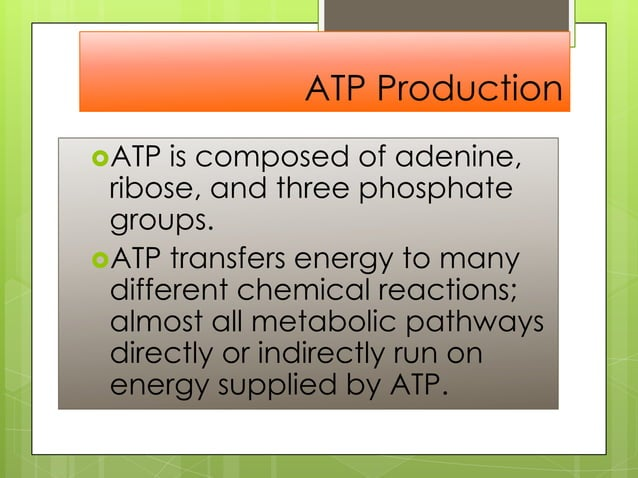 ATP Production
ATP is composed of adenine,
ribose, and three phosphate
groups.
ATP transfers energy to many
different chemical reactions;
almost all metabolic pathways
directly or indirectly run on
energy supplied by ATP.